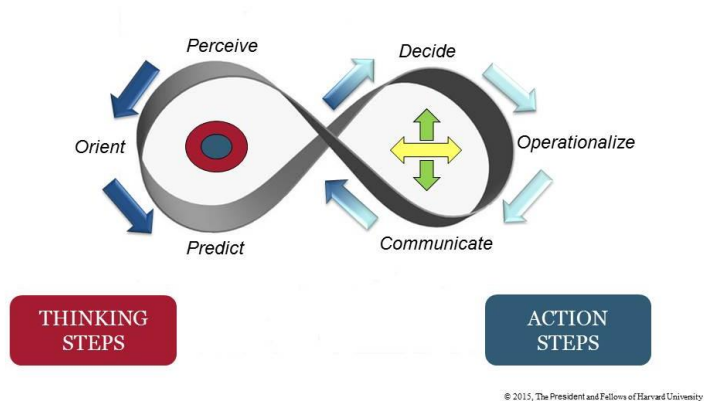 Perceive
Decide
Orient
Operationalize
Predict
Communicate
THINKING
STEPS
ACTION
STEPS
© 2015, The President and Fellows of Harvard University